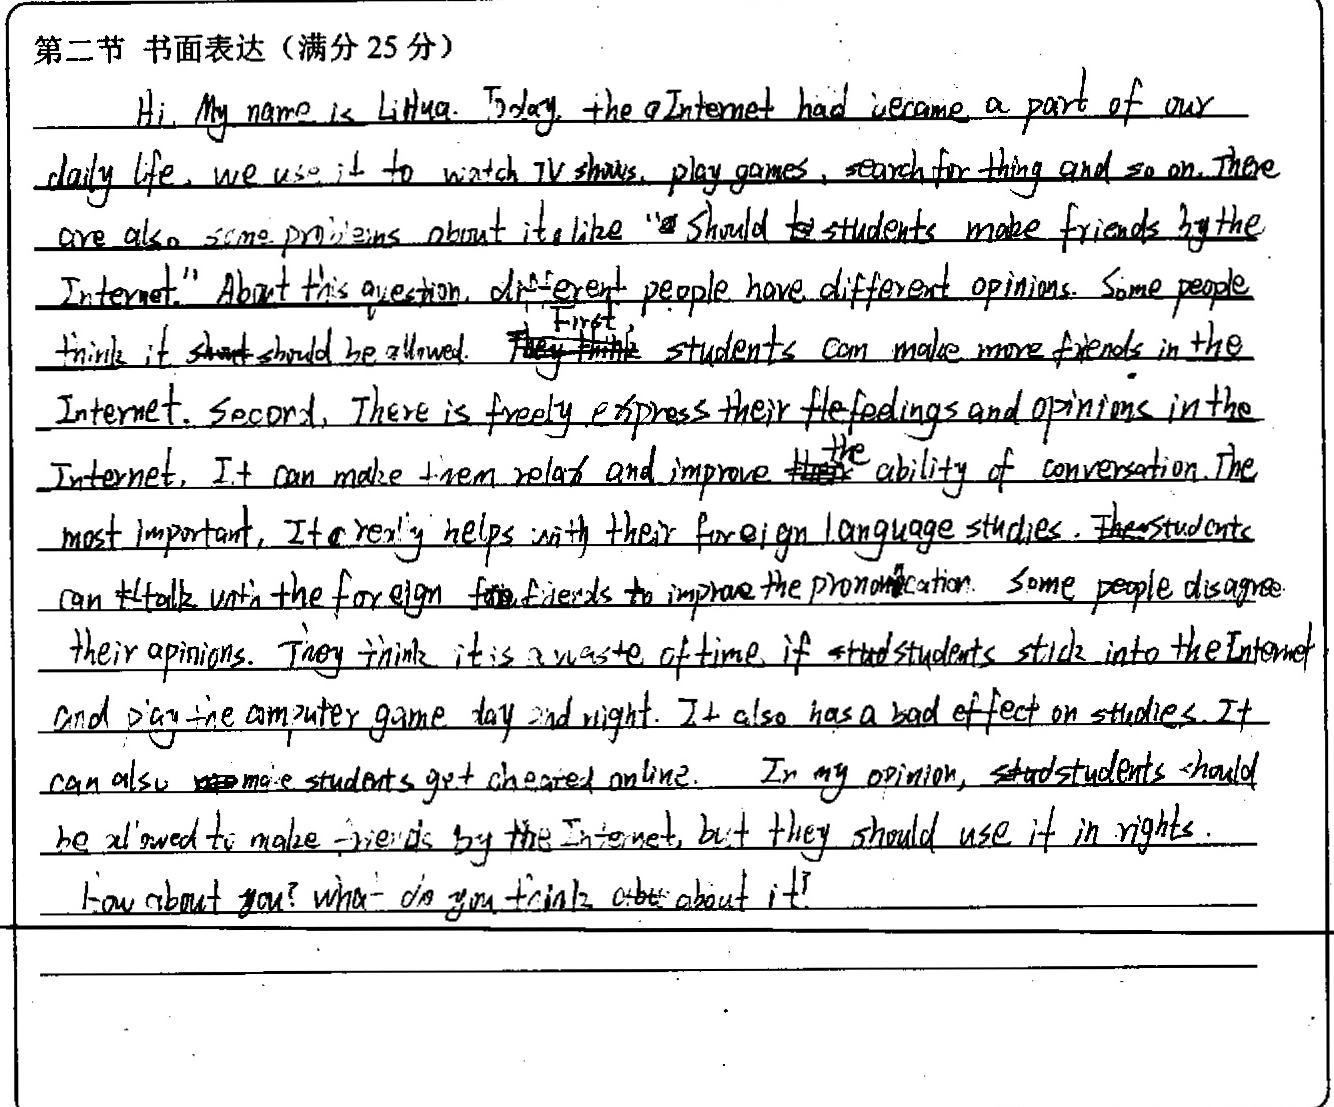 第二节 书面表达（满分 25 分）
Hi, My name is LiHua. Today, the Internet had became a part of our
daily life, we use it to watch TV shows, play games, search for thing and so on. There
are also some problems about it, like "Should students make friends by the
Internet." About this question, different people have different opinions. Some people
think it should be allowed. First, students can make more friends in the
Internet. Second, There is freely express their feelings and opinions in the
Internet, It can make them relax and improve the ability of conversation. The
most important, It really helps with their foreign language studies. Students
can talk with the foreign frierds to improve the pronomication. Some people disagree
their apinions. They think it is a waste of time if students stick into the Internet
and play the computer game day and night. It also has a bad effect on studies. It
can also make students get cheared online. In my opinion, students should
be allowed to make friends by the Internet, but they should use it in rights.
How about you? What do you think about it?